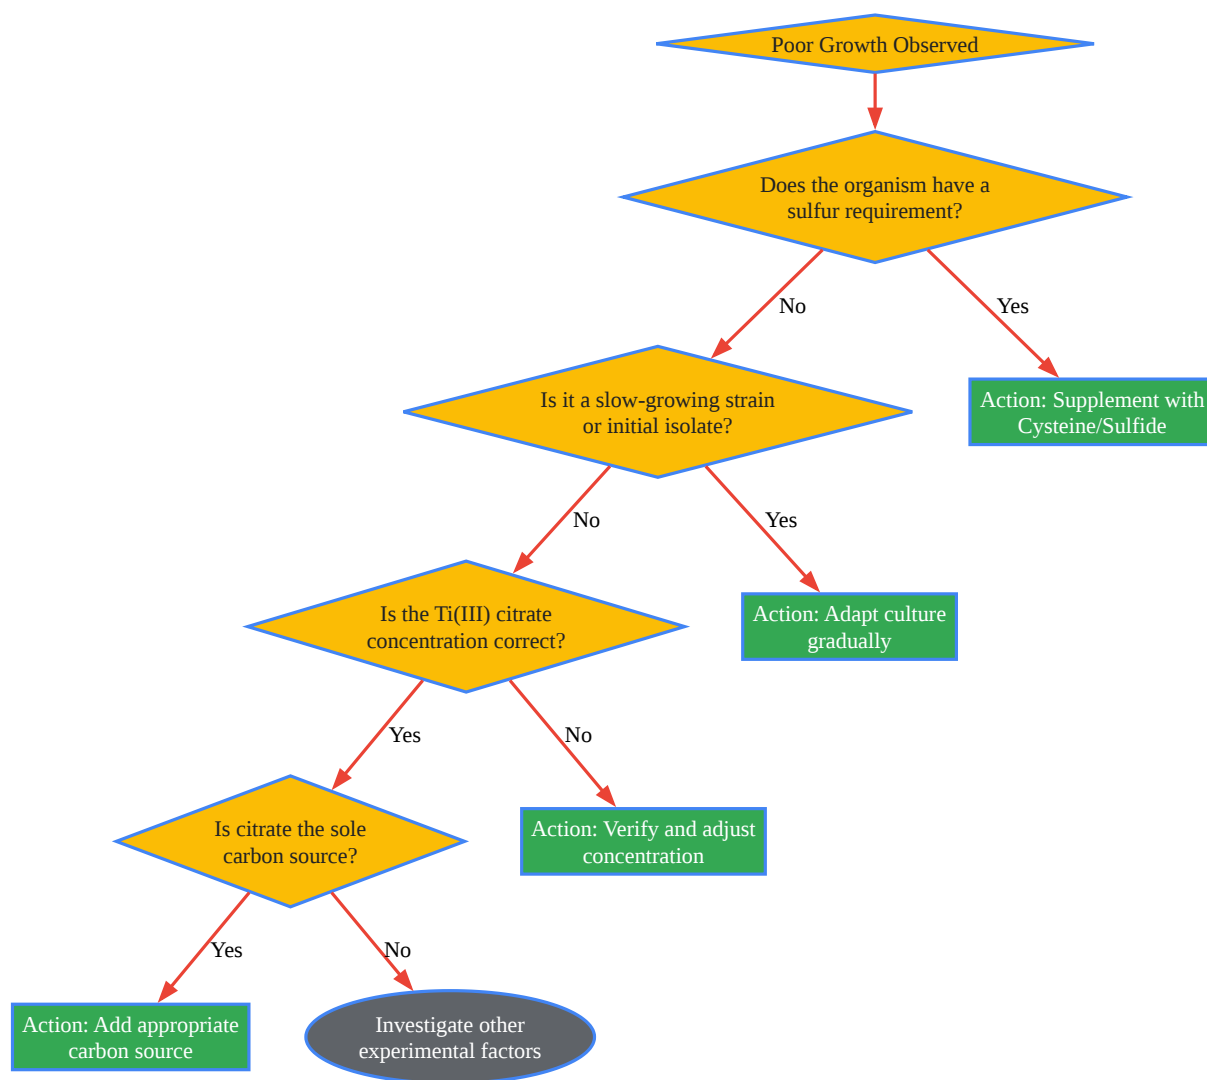 Poor Growth Observed
Does the organism have a
sulfur requirement?
No
Yes
Is it a slow-growing strain
or initial isolate?
Action: Supplement with
Cysteine/Sulfide
No
Yes
Is the Ti(III) citrate
concentration correct?
Action: Adapt culture
gradually
Yes
No
Is citrate the sole
carbon source?
Action: Verify and adjust
concentration
Yes
No
Action: Add appropriate
carbon source
Investigate other
experimental factors